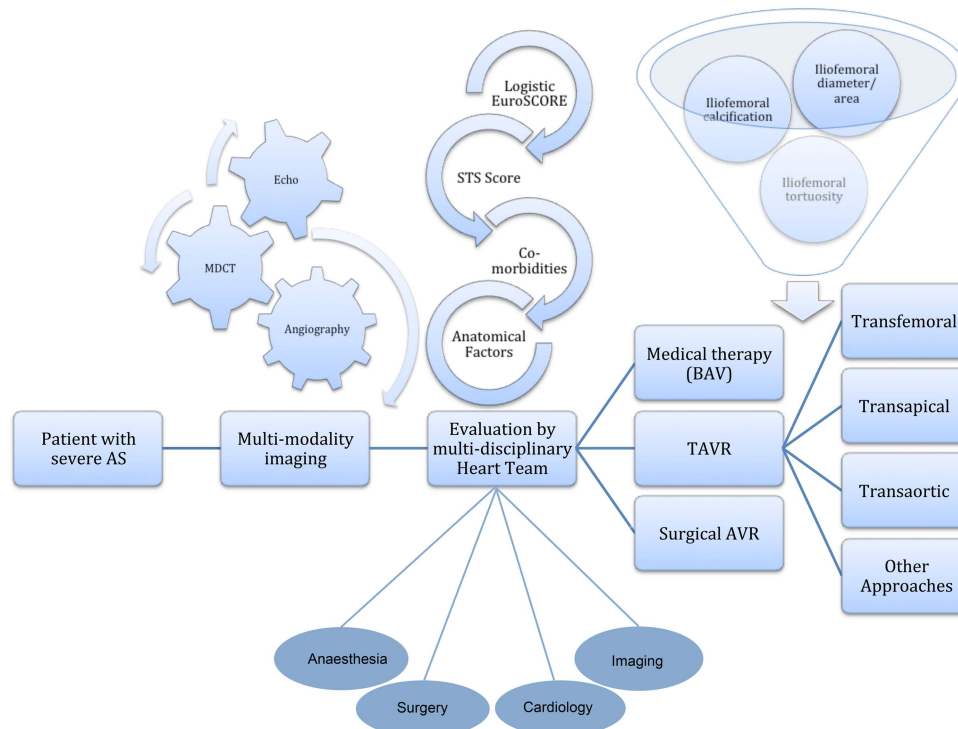 Logistic
EuroSCORE
STS Score
Co-
morbidities
Anatomical
Factors
Echo
MDCT
Angiography
Iliofemoral
calcification
Iliofemoral
diameter/
area
Iliofemoral
tortuosity
Patient with
severe AS
Multi-modality
imaging
Evaluation by
multi-disciplinary
Heart Team
Medical therapy
(BAV)
TAVR
Surgical AVR
Transfemoral
Transapical
Transaortic
Other
Approaches
Anaesthesia
Surgery
Cardiology
Imaging